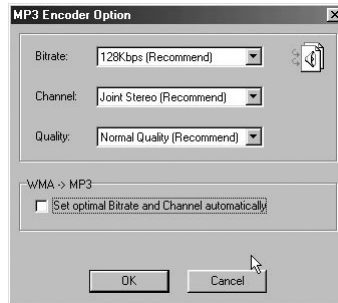 MP3 Encoder Option
Bitrate: 128Kbps (Recommend)
Channel: Joint Stereo (Recommend)
Quality: Normal Quality (Recommend)
WMA -> MP3
Set optimal Bitrate and Channel automatically
OK Cancel